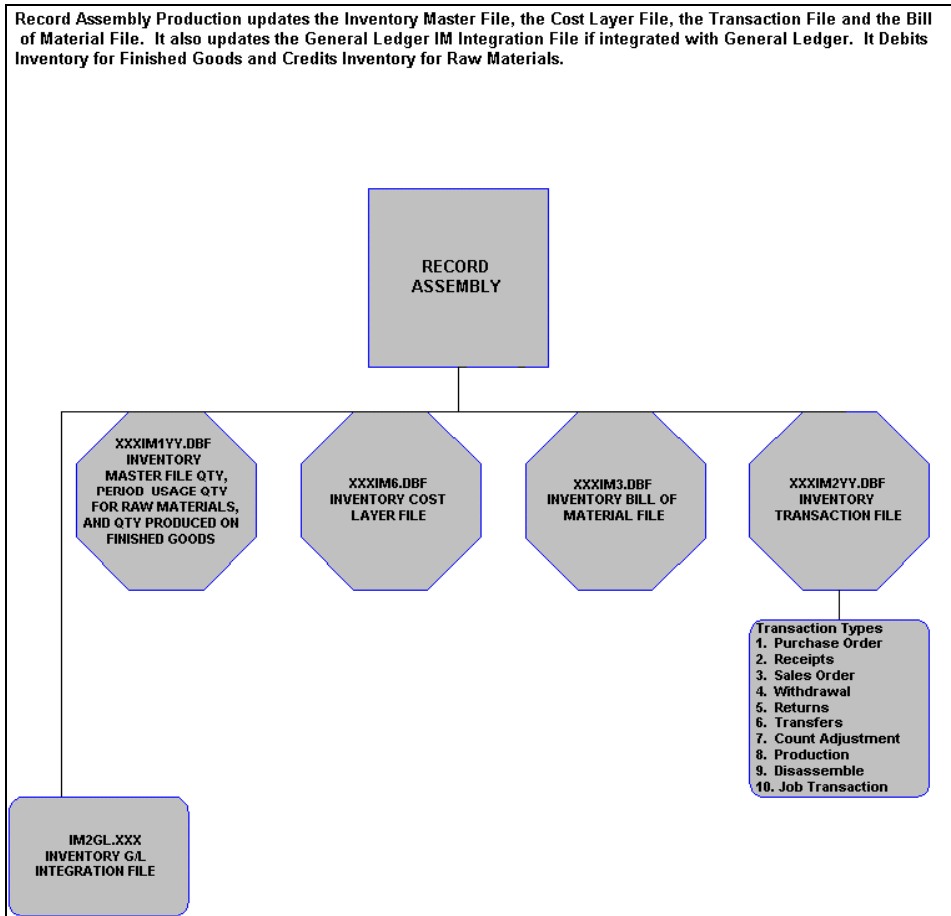 Record Assembly Production updates the Inventory Master File, the Cost Layer File, the Transaction File and the Bill
of Material File.  It also updates the General Ledger IM Integration File if integrated with General Ledger.  It Debits
Inventory for Finished Goods and Credits Inventory for Raw Materials.
RECORD
ASSEMBLY
XXXIM1YY.DBF
INVENTORY
MASTER FILE QTY,
PERIOD USAGE QTY
FOR RAW MATERIALS,
AND QTY PRODUCED ON
FINISHED GOODS
XXXIM6.DBF
INVENTORY COST
LAYER FILE
XXXIM3.DBF
INVENTORY BILL OF
MATERIAL FILE
XXXIM2YY.DBF
INVENTORY
TRANSACTION FILE
Transaction Types
1. Purchase Order
2. Receipts
3. Sales Order
4. Withdrawal
5. Returns
6. Transfers
7. Count Adjustment
8. Production
9. Disassemble
10. Job Transaction
IM2GL.XXX
INVENTORY G/L
INTEGRATION FILE